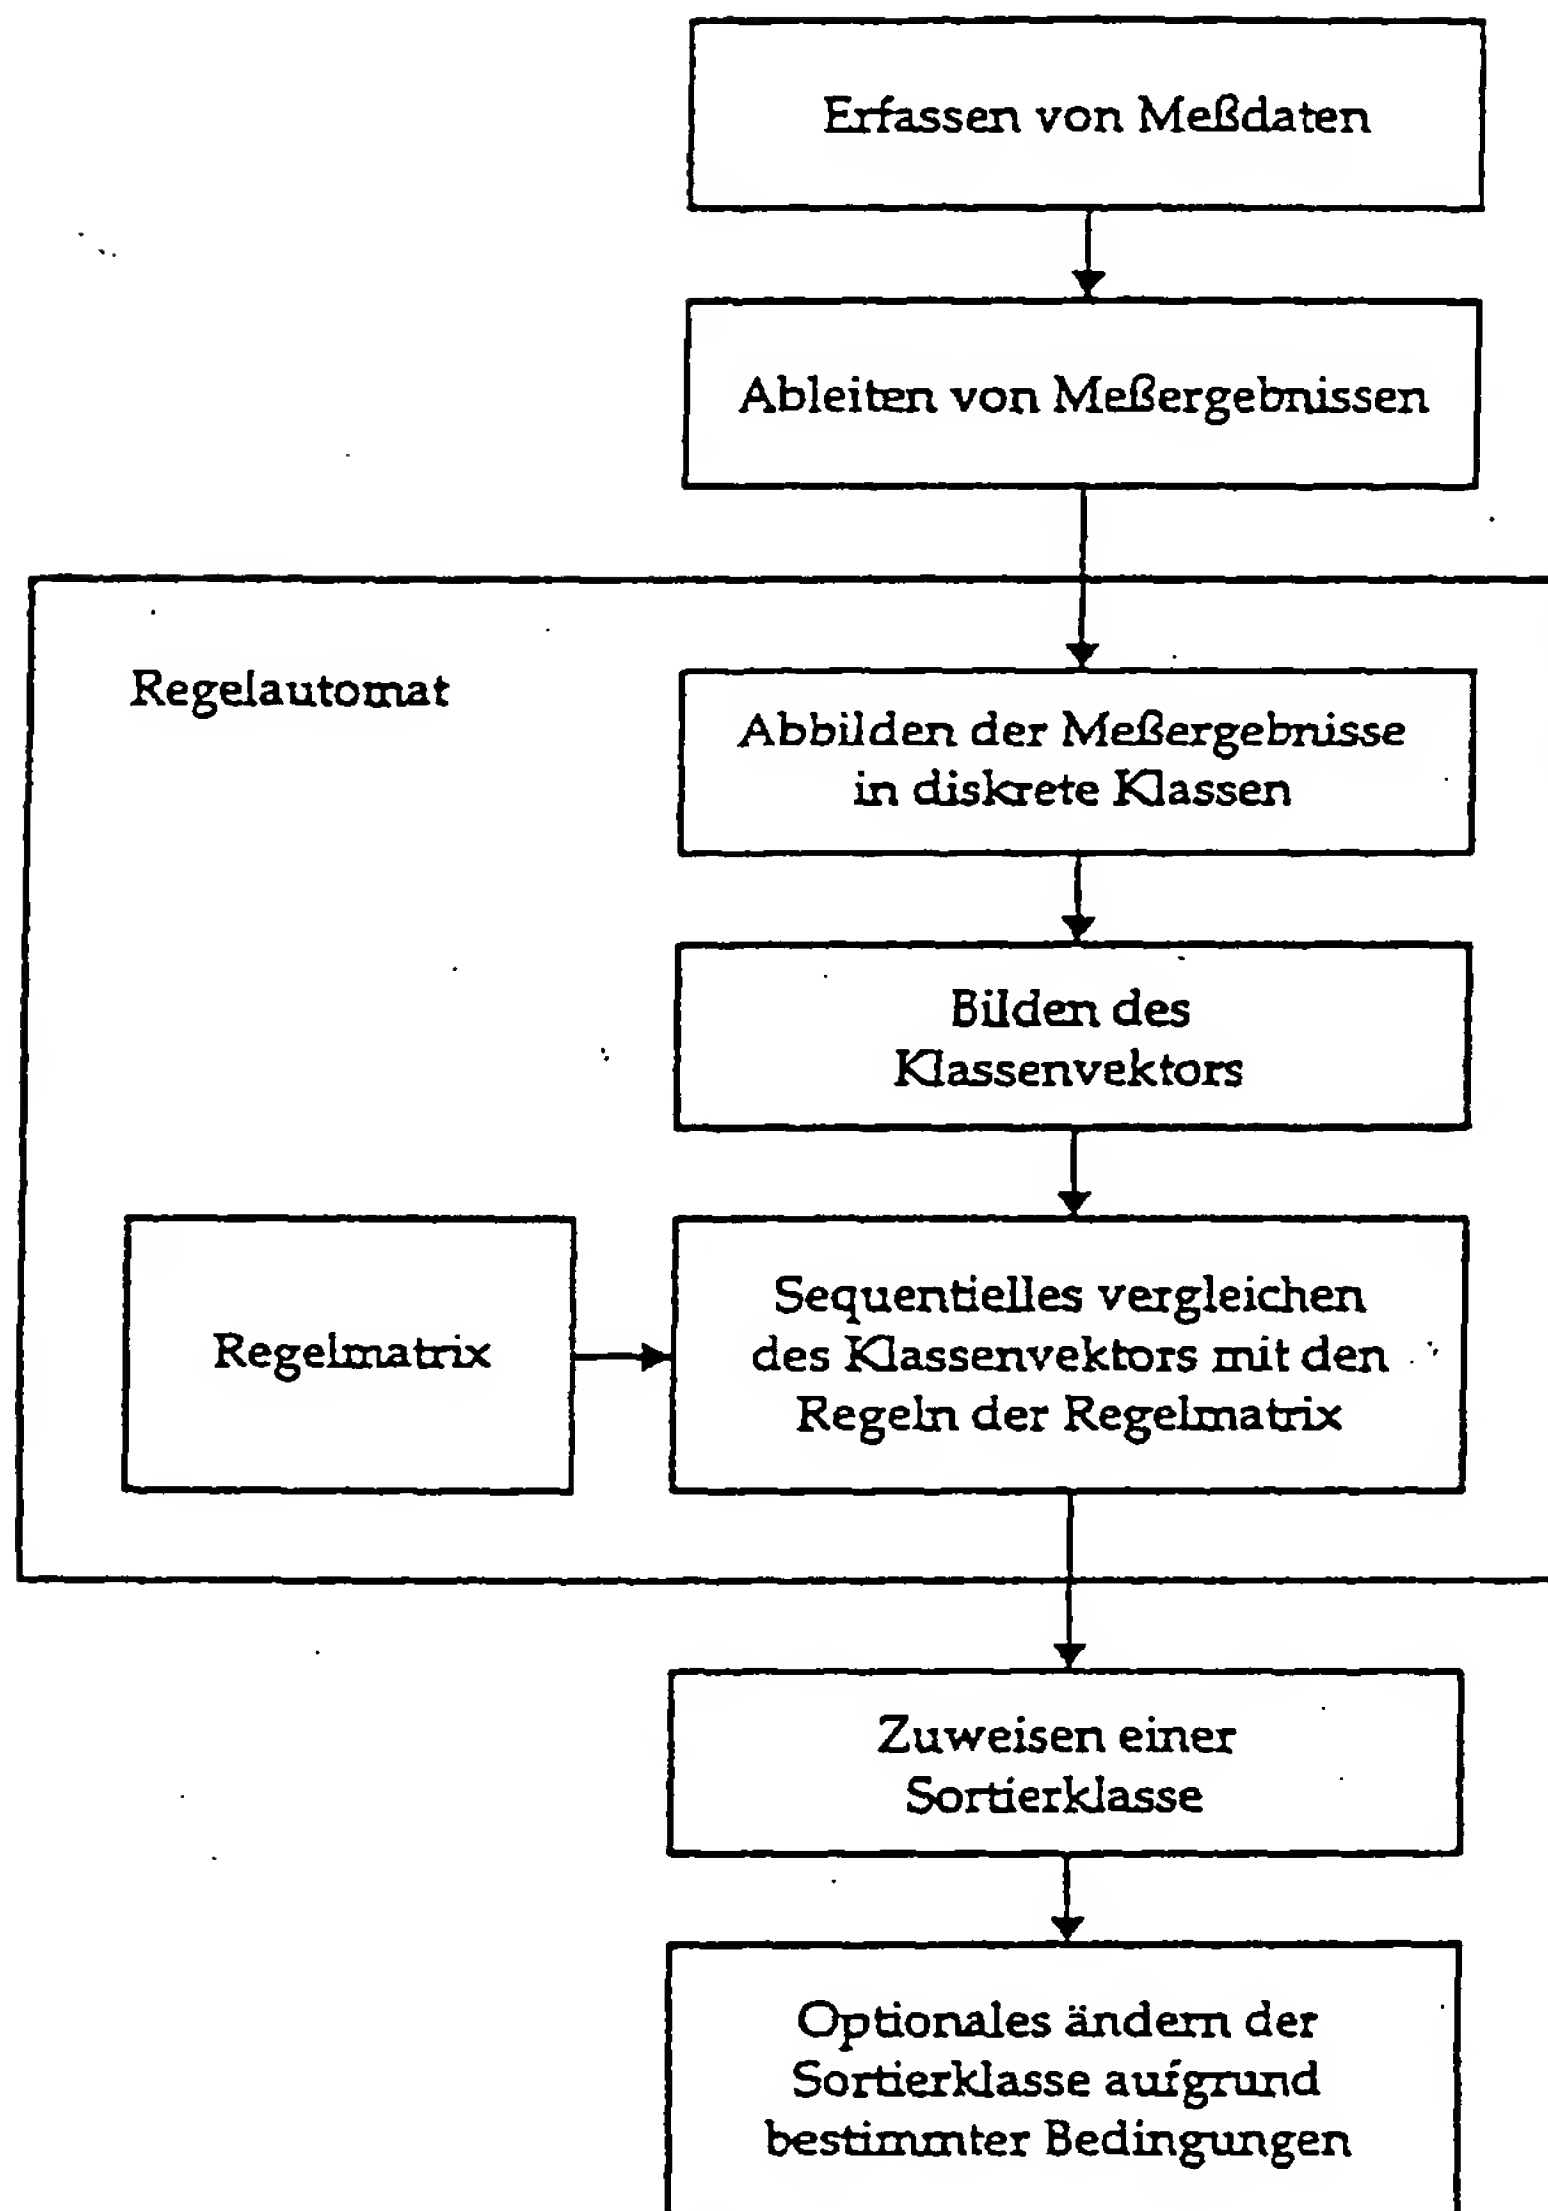 Erfassen von Meßdaten
Ableiten von Meßergebnissen
Regelautomat
Abbilden der Meßergebnisse
in diskrete Klassen
Bilden des
Klassenvektors
Regelmatrix
Sequentielles vergleichen
des Klassenvektors mit den
Regeln der Regelmatrix
Zuweisen einer
Sortierklasse
Optionales ändern der
Sortierklasse aufgrund
bestimmter Bedingungen